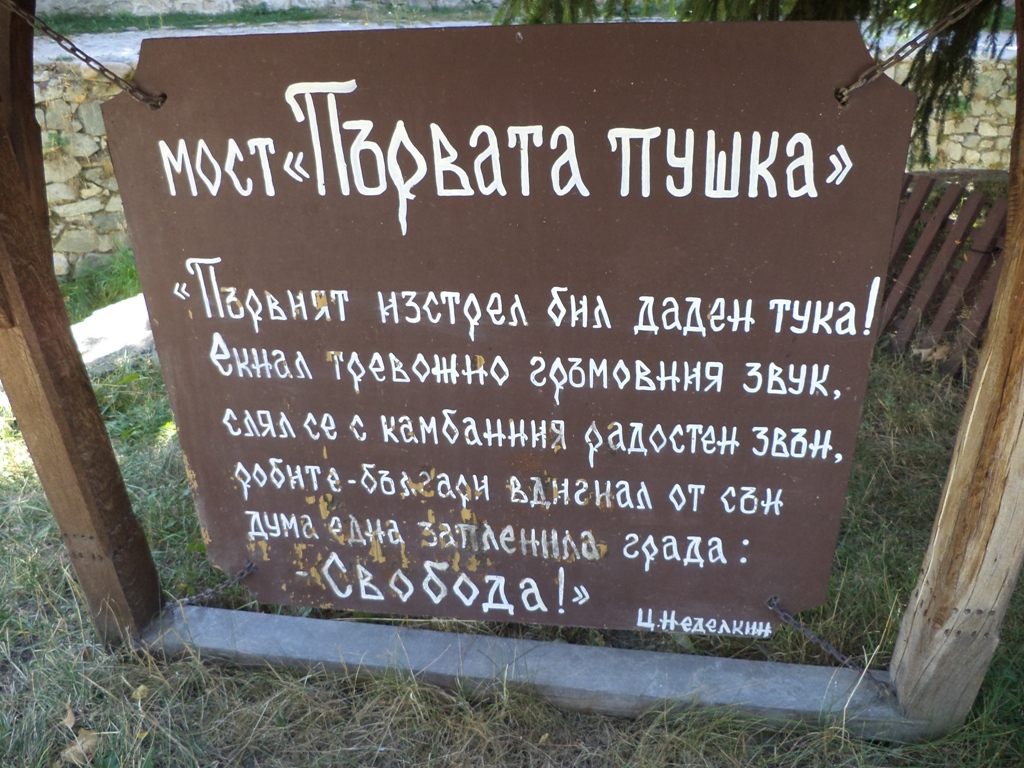 мост «Първата пушка»
«Първият изстрел бил даден тука!
Екнал тревожно гръмовния звук,
слял се с камбанния радостен звън,
робите-българи вдигнал от сън
дума една запленила града:
- Свобода!»
Ц. Неделкин